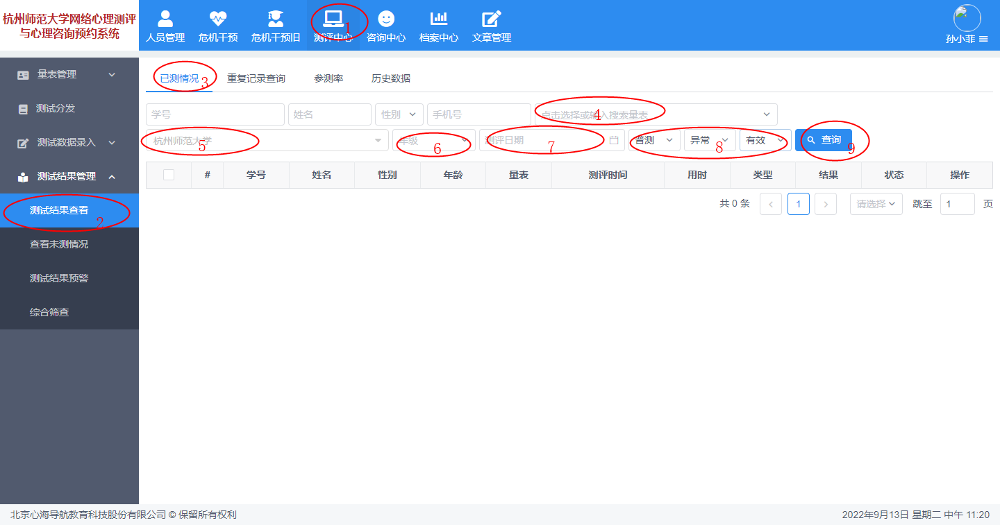 杭州师范大学网络心理测评
与心理咨询预约系统
人员管理 危机干预 危机干预旧 测评中心 1 咨询中心 档案中心 文章管理
孙小菲
量表管理
测试分发
测试数据录入
测试结果管理
测试结果查看 2
查看未测情况
测试结果预警
综合筛查
已测情况 3 重复记录查询 参测率 历史数据
学号 姓名 性别 手机号 点击选择或输入搜索量表 4
杭州师范大学 5 年级 6 测评日期 7 普测 异常 8 有效 查询 9
# 学号 姓名 性别 年龄 量表 测评时间 用时 类型 结果 状态 操作
共 0 条 1 请选择 跳至 1 页
北京心海导航教育科技股份有限公司 © 保留所有权利 2022年9月13日 星期二 中午 11:20